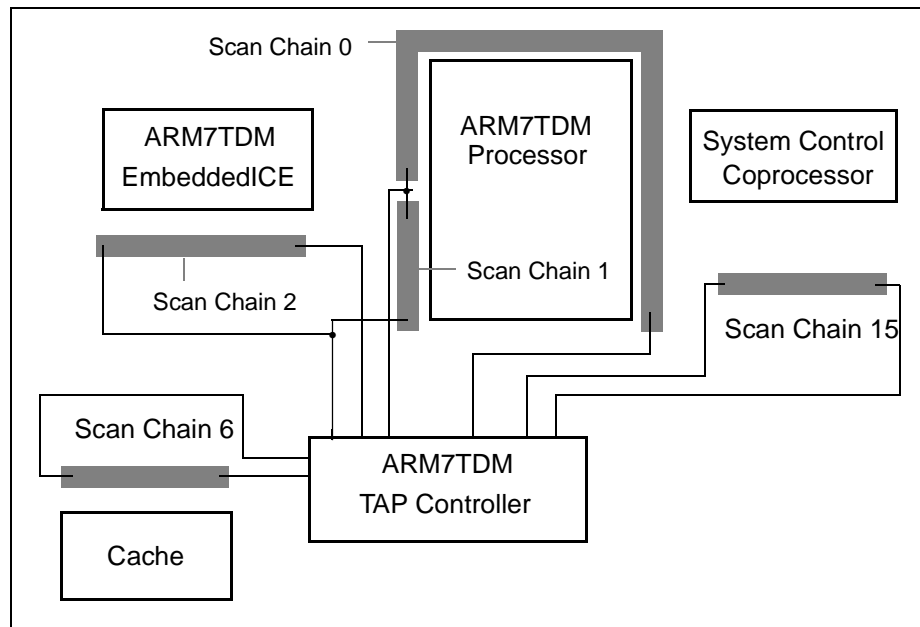 Scan Chain 0
ARM7TDM
EmbeddedICE
ARM7TDM
Processor
System Control
Coprocessor
Scan Chain 2
Scan Chain 1
Scan Chain 15
Scan Chain 6
ARM7TDM
TAP Controller
Cache